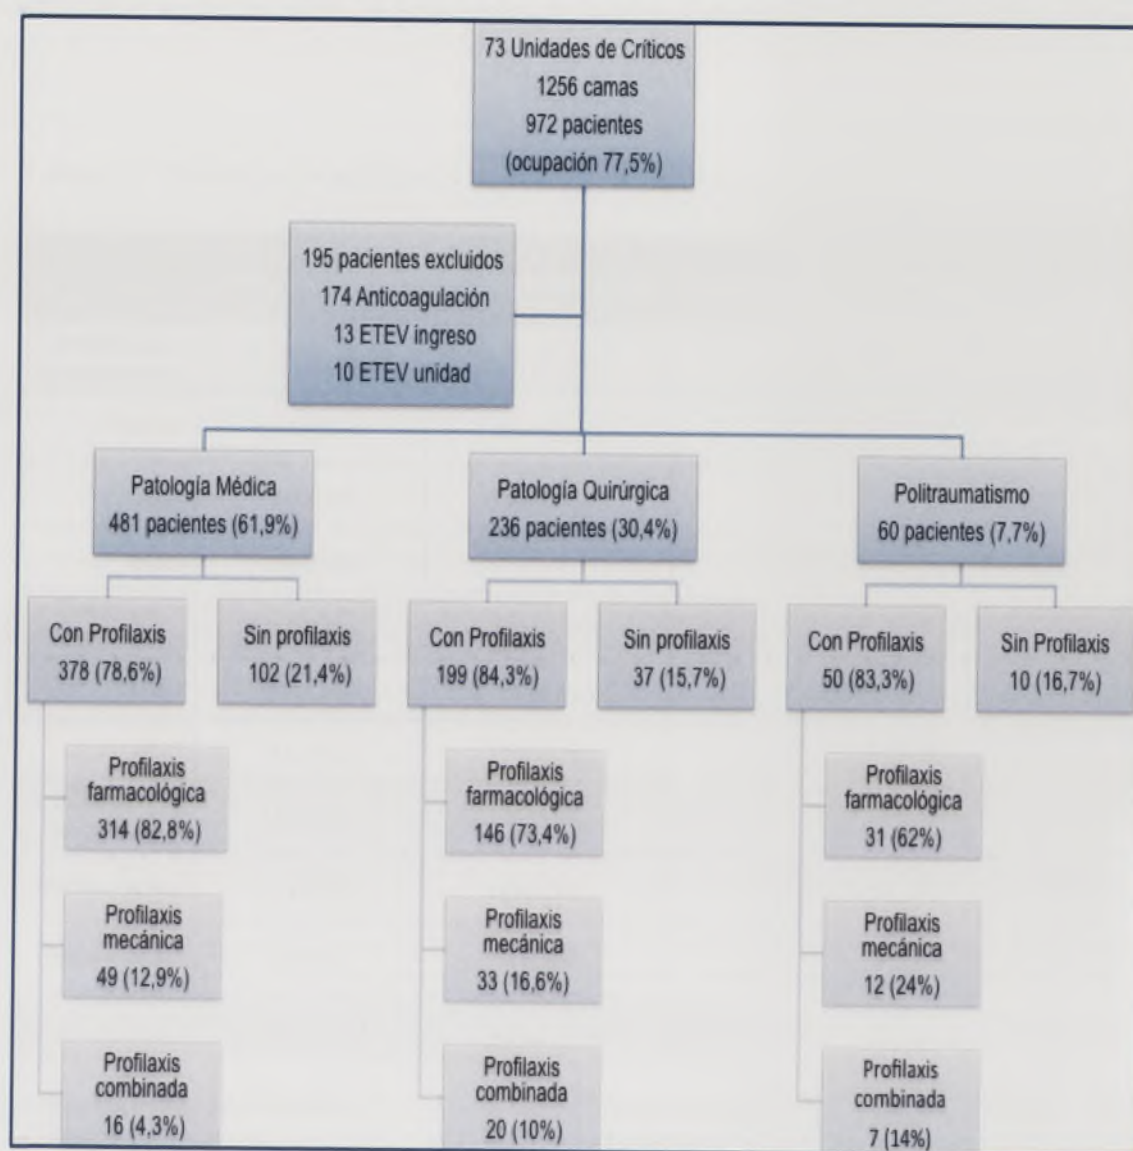 73 Unidades de Críticos
1256 camas
972 pacientes
(ocupación 77,5%)
195 pacientes excluidos
174 Anticoagulación
13 ETEV ingreso
10 ETEV unidad
Patología Médica
481 pacientes (61,9%)
Patología Quirúrgica
236 pacientes (30,4%)
Politraumatismo
60 pacientes (7,7%)
Con Profilaxis
378 (78,6%)
Sin profilaxis
102 (21,4%)
Con Profilaxis
199 (84,3%)
Sin profilaxis
37 (15,7%)
Con Profilaxis
50 (83,3%)
Sin Profilaxis
10 (16,7%)
Profilaxis
farmacológica
314 (82,8%)
Profilaxis
mecánica
49 (12,9%)
Profilaxis
combinada
16 (4,3%)
Profilaxis
farmacológica
146 (73,4%)
Profilaxis
mecánica
33 (16,6%)
Profilaxis
combinada
20 (10%)
Profilaxis
farmacológica
31 (62%)
Profilaxis
mecánica
12 (24%)
Profilaxis
combinada
7 (14%)